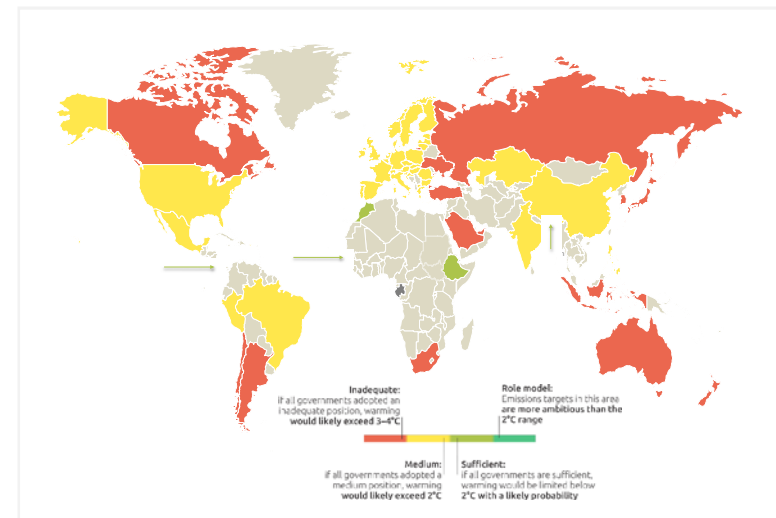 Inadequate:
if all governments adopted an
inadequate position, warming
would likely exceed 3–4°C
Role model:
Emissions targets in this area
are more ambitious than the
2°C range
Medium:
if all governments adopted a
medium position, warming
would likely exceed 2°C
Sufficient:
if all governments are sufficient,
warming would be limited below
2°C with a likely probability